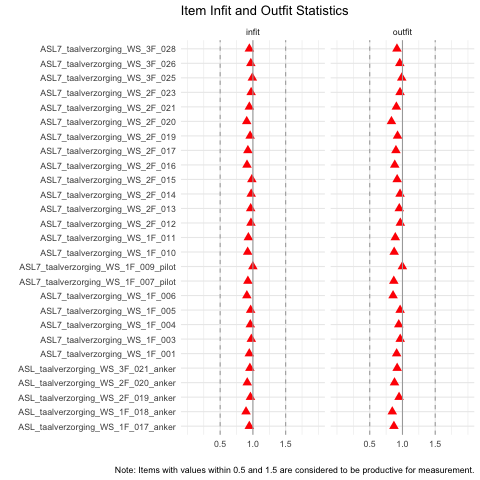 Item Infit and Outfit Statistics
infit outfit
ASL7_taalverzorging_WS_3F_028
ASL7_taalverzorging_WS_3F_026
ASL7_taalverzorging_WS_3F_025
ASL7_taalverzorging_WS_2F_023
ASL7_taalverzorging_WS_2F_021
ASL7_taalverzorging_WS_2F_020
ASL7_taalverzorging_WS_2F_019
ASL7_taalverzorging_WS_2F_017
ASL7_taalverzorging_WS_2F_016
ASL7_taalverzorging_WS_2F_015
ASL7_taalverzorging_WS_2F_014
ASL7_taalverzorging_WS_2F_013
ASL7_taalverzorging_WS_2F_012
ASL7_taalverzorging_WS_1F_011
ASL7_taalverzorging_WS_1F_010
ASL7_taalverzorging_WS_1F_009_pilot
ASL7_taalverzorging_WS_1F_007_pilot
ASL7_taalverzorging_WS_1F_006
ASL7_taalverzorging_WS_1F_005
ASL7_taalverzorging_WS_1F_004
ASL7_taalverzorging_WS_1F_003
ASL7_taalverzorging_WS_1F_001
ASL_taalverzorging_WS_3F_021_anker
ASL_taalverzorging_WS_2F_020_anker
ASL_taalverzorging_WS_2F_019_anker
ASL_taalverzorging_WS_1F_018_anker
ASL_taalverzorging_WS_1F_017_anker
0.5 1.0 1.5 0.5 1.0 1.5
Note: Items with values within 0.5 and 1.5 are considered to be productive for measurement.